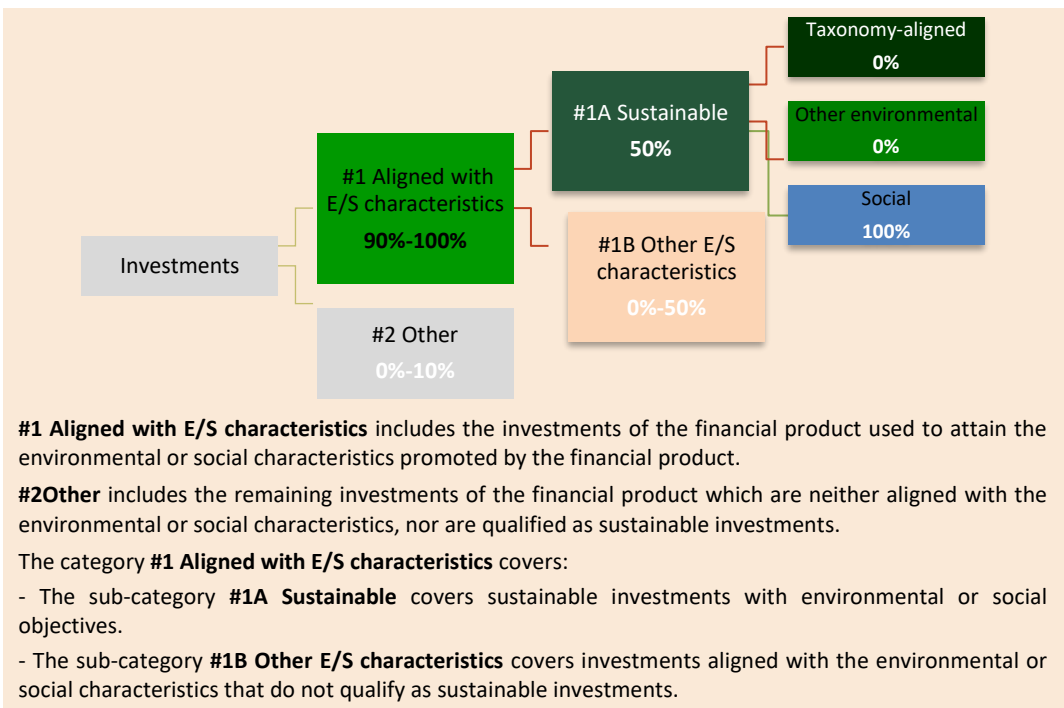 Taxonomy-aligned
0%
#1A Sustainable
50%
Other environmental
0%
#1 Aligned with
E/S characteristics
90%-100%
Social
100%
Investments
#1B Other E/S
characteristics
0%-50%
#2 Other
0%-10%
#1 Aligned with E/S characteristics includes the investments of the financial product used to attain the
environmental or social characteristics promoted by the financial product.
#2Other includes the remaining investments of the financial product which are neither aligned with the
environmental or social characteristics, nor are qualified as sustainable investments.
The category #1 Aligned with E/S characteristics covers:
- The sub-category #1A Sustainable covers sustainable investments with environmental or social
objectives.
- The sub-category #1B Other E/S characteristics covers investments aligned with the environmental or
social characteristics that do not qualify as sustainable investments.